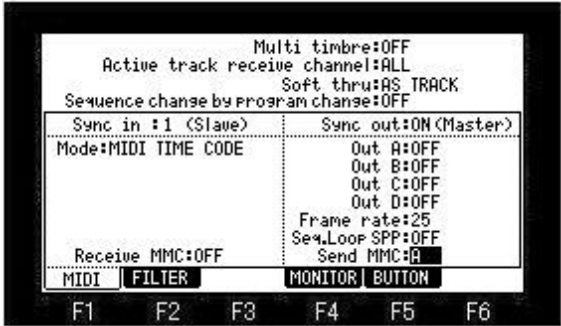 Multi timbre:OFF
Active track receive channel:ALL
Soft thru:AS TRACK
Sequence change by program change:OFF
Sync in :1 (Slave)
Mode:MIDI TIME CODE
Receive MMC:OFF
Sync out:ON(Master)
Out A:OFF
Out B:OFF
Out C:OFF
Out D:OFF
Frame rate:25
Seq.Loop SPP:OFF
Send MMC:A
MIDI FILTER MONITOR BUTTON
F1 F2 F3 F4 F5 F6